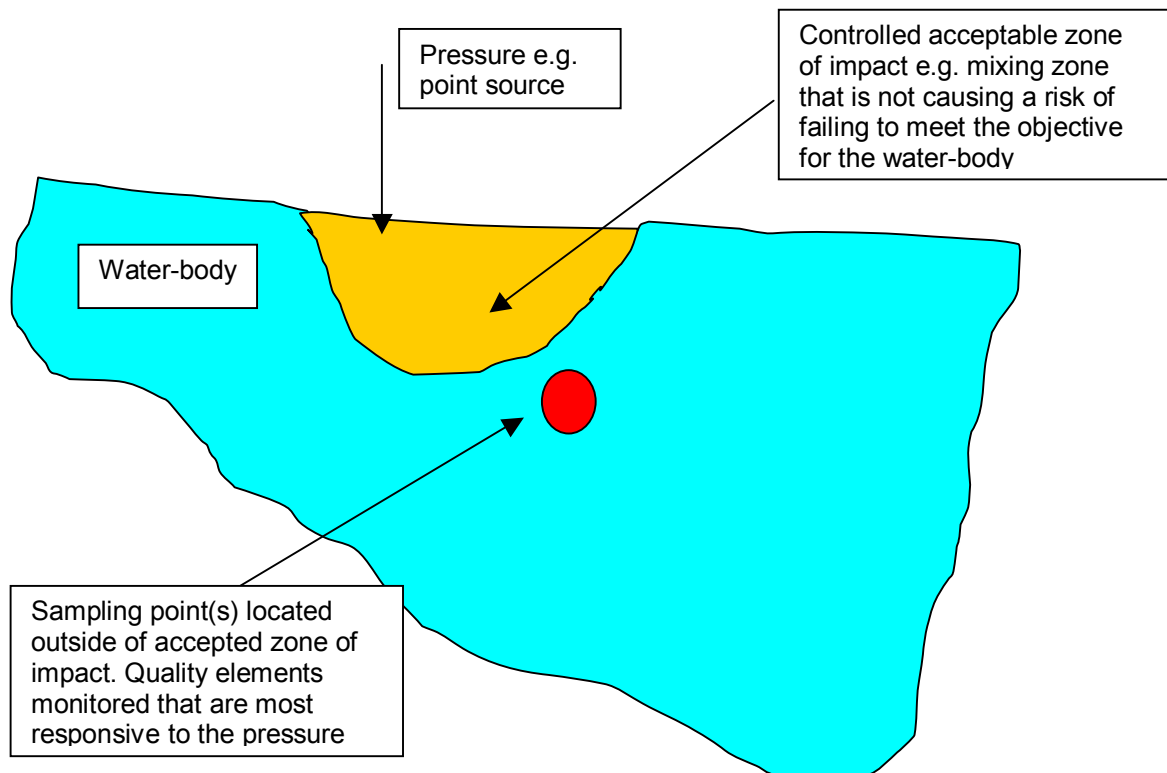 Pressure e.g.
point source
Controlled acceptable zone
of impact e.g. mixing zone
that is not causing a risk of
failing to meet the objective
for the water-body
Water-body
Sampling point(s) located
outside of accepted zone of
impact. Quality elements
monitored that are most
responsive to the pressure